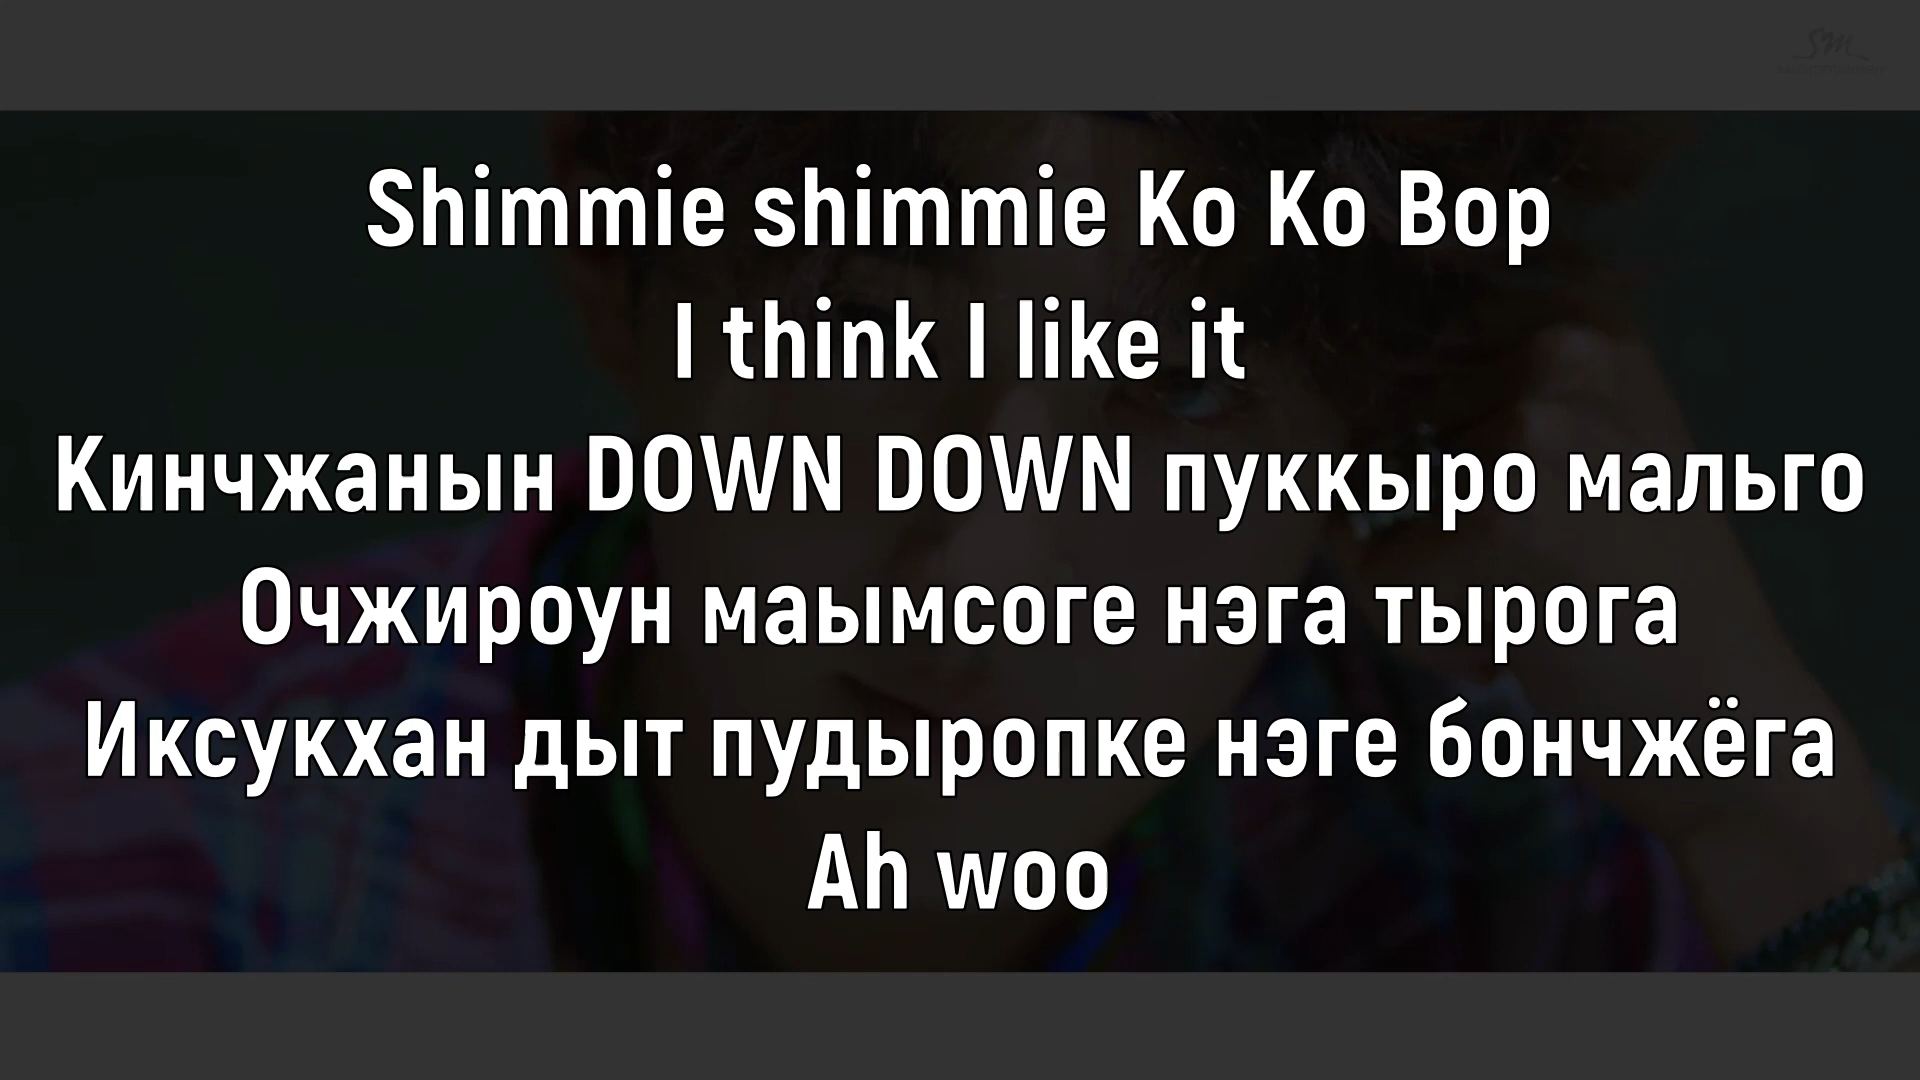 SM
Shimmie shimmie Ko Ko Bop
I think I like it
Кинчжанын DOWN DOWN пуккыро мальго
Очжироун маымсоге нэга тырога
Иксукхан дыт пудыропке нэге бончжёга
Ah woo